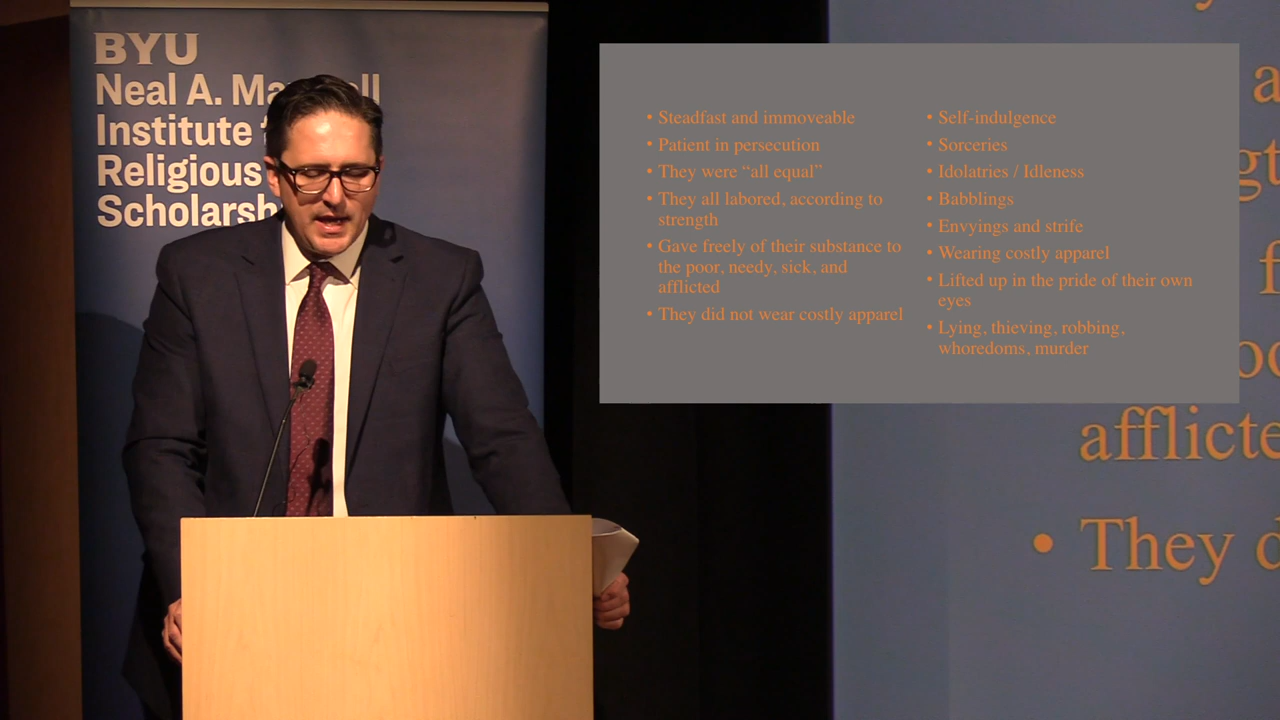 BYU
Neal A.
Institute
Religious
• Steadfast and immoveable
• Patient in persecution
• They were “all equal”
• They all labored, according to
strength
• Gave freely of their substance to
the poor, needy, sick, and
afflicted
• They did not wear costly apparel
• Self-indulgence
• Sorceries
• Idolatries / Idleness
• Babblings
• Envyings and strife
• Wearing costly apparel
• Lifted up in the pride of their own
eyes
• Lying, thieving, robbing,
whoredoms, murder
• They